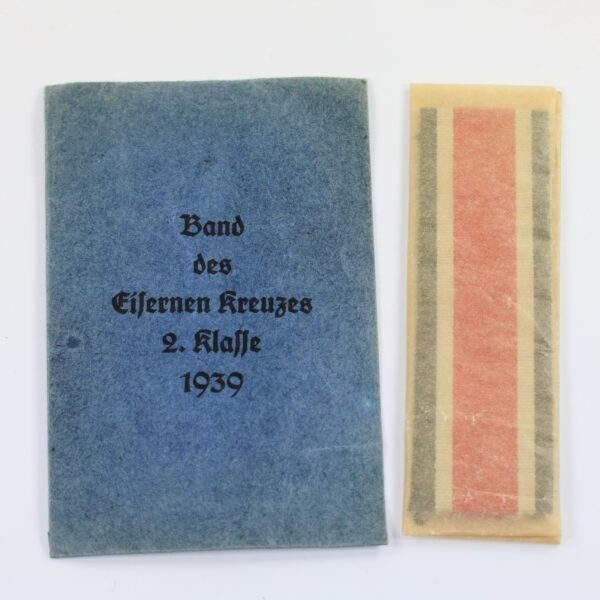 Band
des
Eiſernen Kreuzes
2. Klaſſe
1939